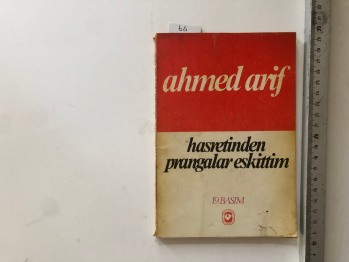 ahmed arif
hasretinden
prangalar eskittim
19.BASIM